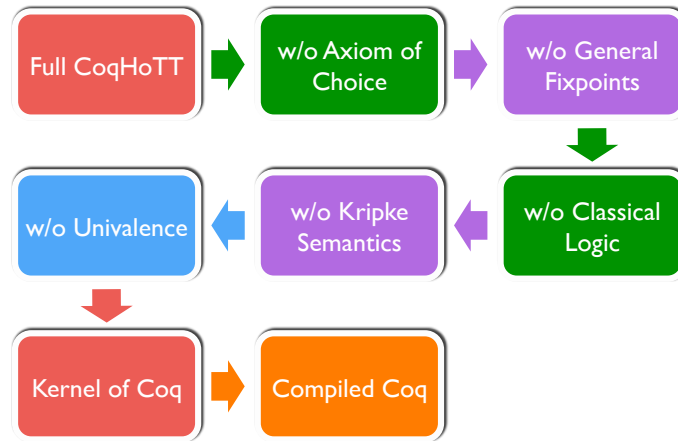 Full CoqHoTT
w/o Axiom of
Choice
w/o General
Fixpoints
w/o Univalence
w/o Kripke
Semantics
w/o Classical
Logic
Kernel of Coq
Compiled Coq